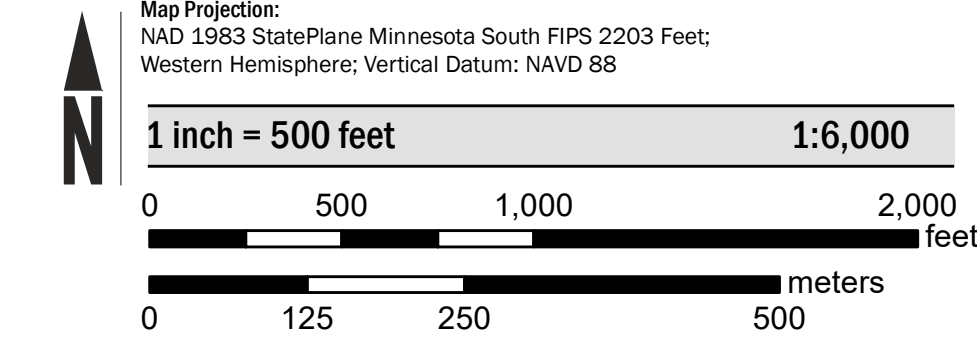 Map Projection:
NAD 1983 StatePlane Minnesota South FIPS 2203 Feet;
Western Hemisphere; Vertical Datum: NAVD 88
N
1 inch = 500 feet 1:6,000
0 500 1,000 2,000
feet
meters
0 125 250 500